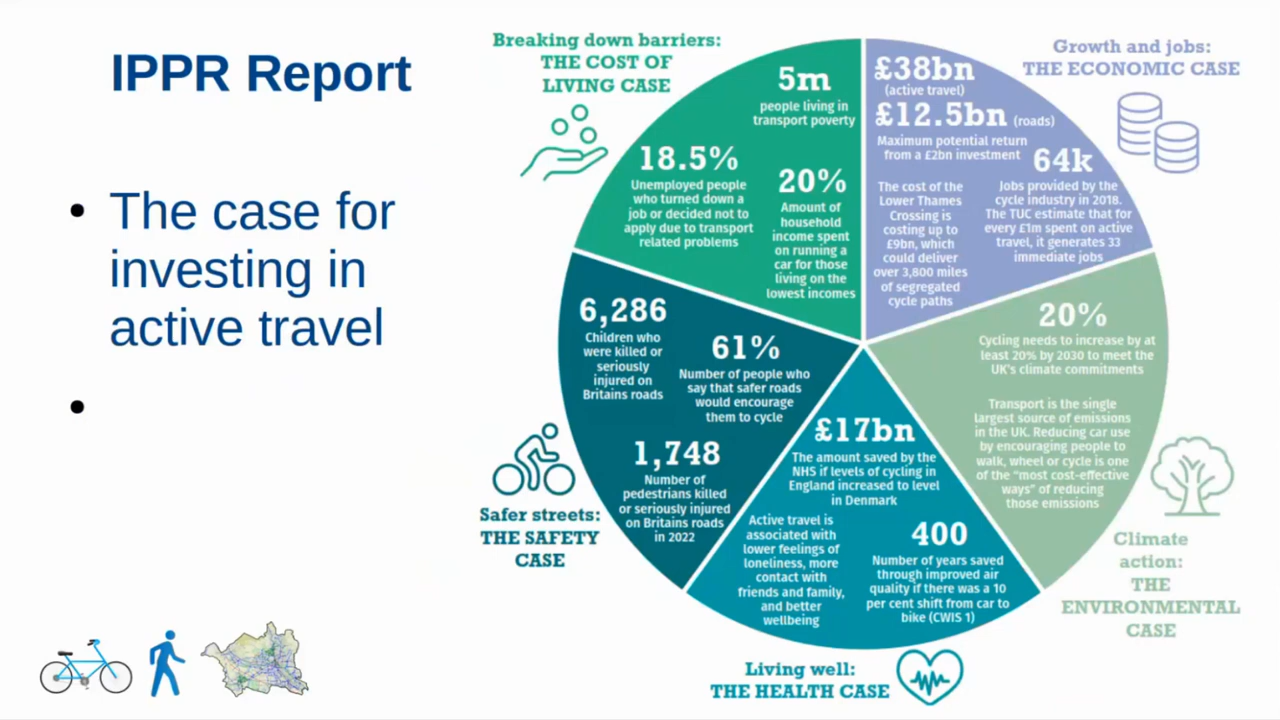 IPPR Report
• The case for
investing in
active travel
•
Breaking down barriers:
THE COST OF
LIVING CASE
5m
people living in
transport poverty
18.5%
Unemployed people
who turned down a
job or decided not to
apply due to transport
related problems
20%
Amount of
household
income spent
on running a
car for those
living on the
lowest incomes
Growth and jobs:
THE ECONOMIC CASE
£38bn
(active travel)
£12.5bn (roads)
Maximum potential return
from a £2bn investment
The cost of the
Lower Thames
Crossing is
costing up to
£9bn, which
could deliver
over 3,800 miles
of segregated
cycle paths
64k
Jobs provided by the
cycle industry in 2018.
The TUC estimate that for
every £1m spent on active
travel, it generates 33
immediate jobs
20%
Cycling needs to increase by at
least 20% by 2030 to meet the
UK's climate commitments
Transport is the single
largest source of emissions
in the UK. Reducing car use
by encouraging people to
walk, wheel or cycle is one
of the "most cost-effective
ways" of reducing
those emissions
Climate
action:
THE
ENVIRONMENTAL
CASE
£17bn
The amount saved by the
NHS if levels of cycling in
England increased to level
in Denmark
Active travel is
associated with
lower feelings of
loneliness, more
contact with
friends and family,
and better
wellbeing
400
Number of years saved
through improved air
quality if there was a 10
per cent shift from car to
bike (CWIS 1)
Living well:
THE HEALTH CASE
6,286
Children who
were killed or
seriously
injured on
Britains roads
61%
Number of people who
say that safer roads
would encourage
them to cycle
1,748
Number of
pedestrians killed
or seriously injured
on Britains roads
in 2022
Safer streets:
THE SAFETY
CASE